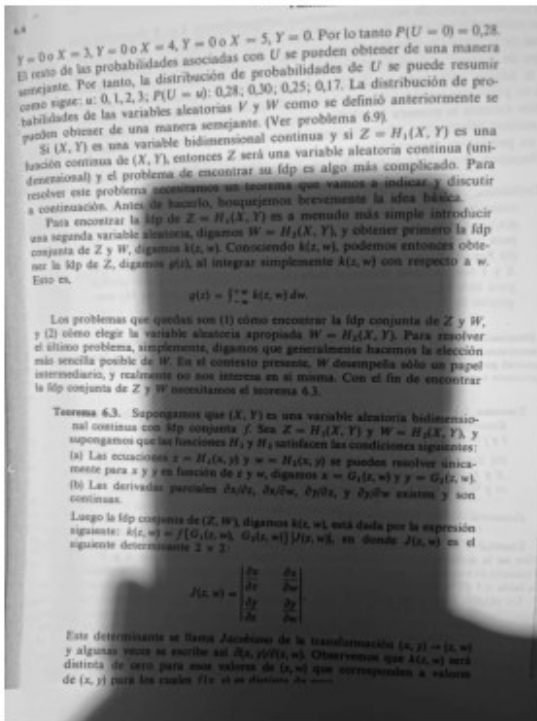 6.4
Y = 0 o X = 3, Y = 0 o X = 4, Y = 0 o X = 5, Y = 0. Por lo tanto P(U = 0) = 0,28.
El resto de las probabilidades asociadas con U se pueden obtener de una manera
semejante. Por tanto, la distribución de probabilidades de U se puede resumir
como sigue: u: 0, 1, 2, 3; P(U = u): 0,28; 0,30; 0,25; 0,17. La distribución de pro-
babilidades de las variables aleatorias V y W como se definió anteriormente se
pueden obtener de una manera semejante. (Ver problema 6.9).
Si (X, Y) es una variable bidimensional continua y si Z = H₁(X, Y) es una
función continua de (X, Y), entonces Z será una variable aleatoria continua (uni-
dimensional) y el problema de encontrar su fdp es algo más complicado. Para
resolver este problema necesitamos un teorema que vamos a indicar y discutir
a continuación. Antes de hacerlo, bosquejemos brevemente la idea básica.
Para encontrar la fdp de Z = H₁(X, Y) es a menudo más simple introducir
una segunda variable aleatoria, digamos W = H₂(X, Y), y obtener primero la fdp
conjunta de Z y W, digamos k(z, w). Conociendo k(z, w), podemos entonces obte-
ner la fdp de Z, digamos g(z), al integrar simplemente k(z, w) con respecto a w.
Esto es,
g(z) = ∫₋∞⁺∞ k(z, w) dw.
Los problemas que quedan son (1) cómo encontrar la fdp conjunta de Z y W,
y (2) cómo elegir la variable aleatoria apropiada W = H₂(X, Y). Para resolver
el último problema, simplemente, digamos que generalmente hacemos la elección
más sencilla posible de W. En el contexto presente, W desempeña sólo un papel
intermediario, y realmente no nos interesa en sí misma. Con el fin de encontrar
la fdp conjunta de Z y W necesitamos el teorema 6.3.
Teorema 6.3. Supongamos que (X, Y) es una variable aleatoria bidimensio-
nal continua con fdp conjunta f. Sea Z = H₁(X, Y) y W = H₂(X, Y), y
supongamos que las funciones H₁ y H₂ satisfacen las condiciones siguientes:
(a) Las ecuaciones z = H₁(x, y) y w = H₂(x, y) se pueden resolver única-
mente para x y y en función de z y w, digamos x = G₁(z, w) y y = G₂(z, w).
(b) Las derivadas parciales ∂x/∂z, ∂x/∂w, ∂y/∂z, y ∂y/∂w existen y son
continuas.
Luego la fdp conjunta de (Z, W), digamos k(z, w), está dada por la expresión
siguiente: k(z, w) = f[G₁(z, w), G₂(z, w)] |J(z, w)|, en donde J(z, w) es el
siguiente determinante 2 × 2:
J(z, w) = | ∂x/∂z ∂x/∂w |
| ∂y/∂z ∂y/∂w |
Este determinante se llama Jacobiano de la transformación (x, y) → (z, w)
y algunas veces se escribe así ∂(x, y)/∂(z, w). Observemos que k(z, w) será
distinta de cero para esos valores de (z, w) que corresponden a valores
de (x, y) para los cuales